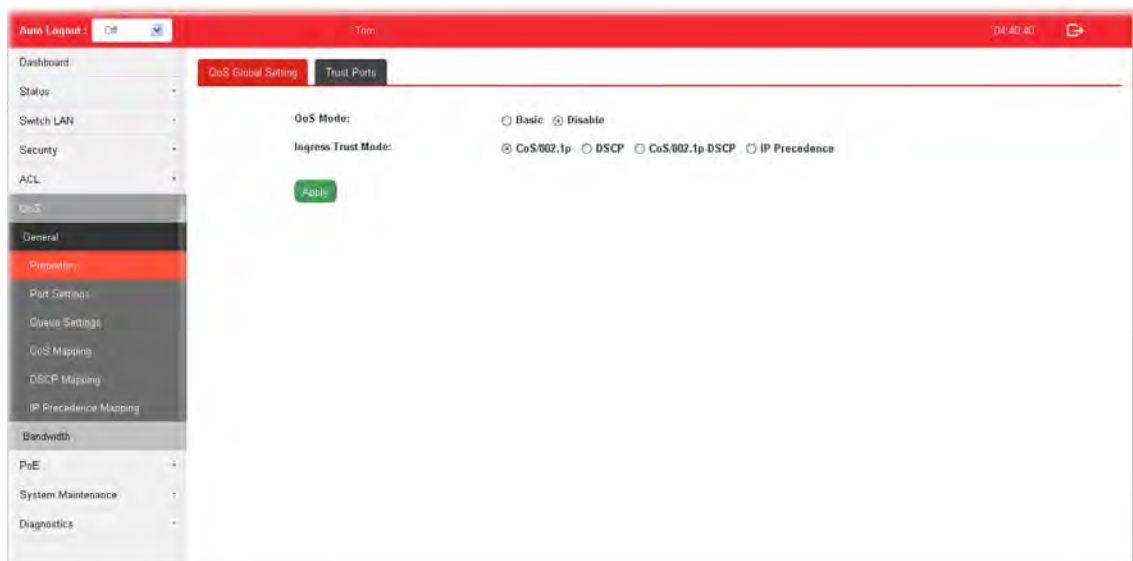 Auto Logout : Off Tom 04:40:40
Dashboard
Status
Switch LAN
Security
ACL
QoS
General
Properties
Port Settings
Queue Settings
CoS Mapping
DSCP Mapping
IP Precedence Mapping
Bandwidth
PoE
System Maintenance
Diagnostics
QoS Global Setting Trust Ports
QoS Mode: Basic Disable
Ingress Trust Mode: CoS/802.1p DSCP CoS/802.1p-DSCP IP Precedence
Apply